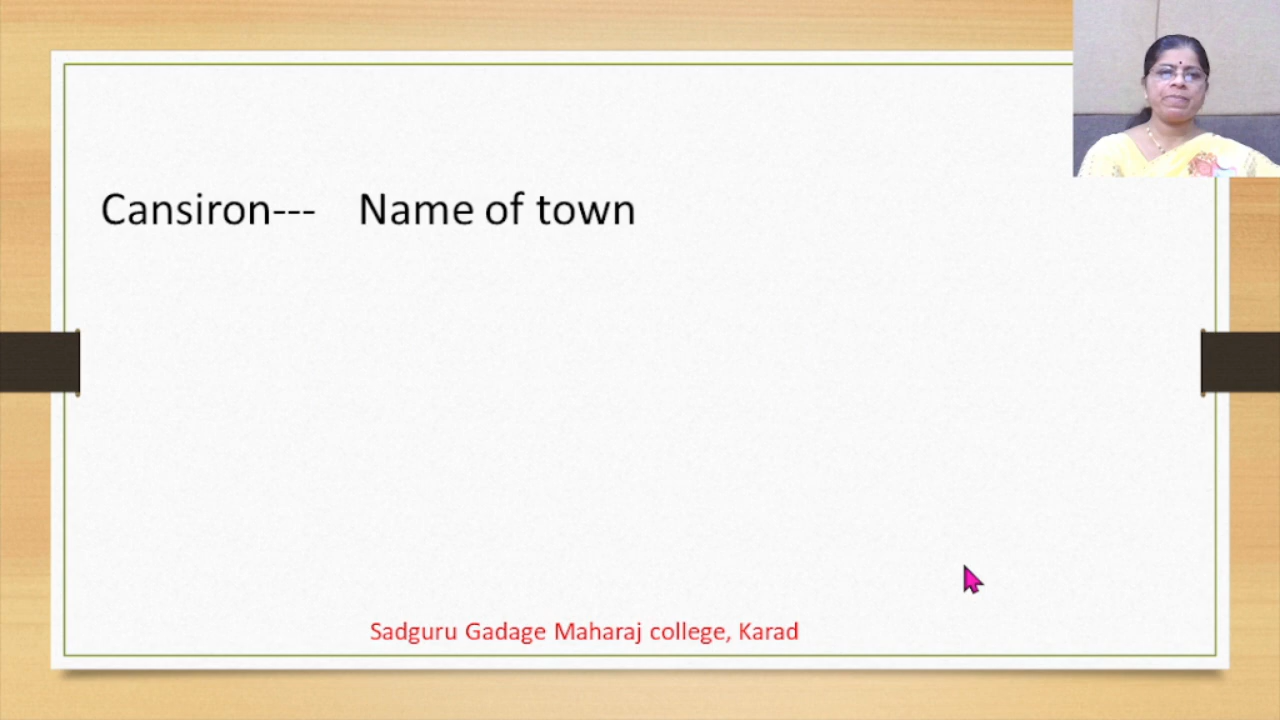 Cansiron--- Name of town
Sadguru Gadage Maharaj college, Karad